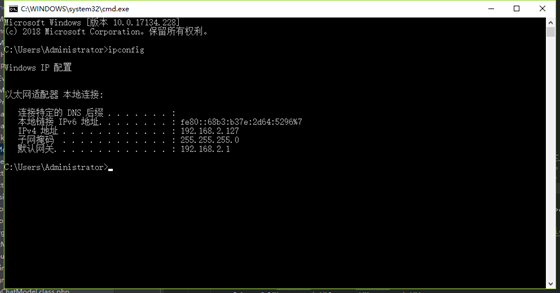 C:\WINDOWS\system32\cmd.exe
Microsoft Windows [版本 10.0.17134.228]
(c) 2018 Microsoft Corporation。保留所有权利。
C:\Users\Administrator>ipconfig
Windows IP 配置
以太网适配器 本地连接:
连接特定的 DNS 后缀 . . . . . . . :
本地链接 IPv6 地址. . . . . . . . : fe80::68b3:b37e:2d64:5296%7
IPv4 地址 . . . . . . . . . . . . : 192.168.2.127
子网掩码 . . . . . . . . . . . . : 255.255.255.0
默认网关. . . . . . . . . . . . . : 192.168.2.1
C:\Users\Administrator>
ChatModel.class.php